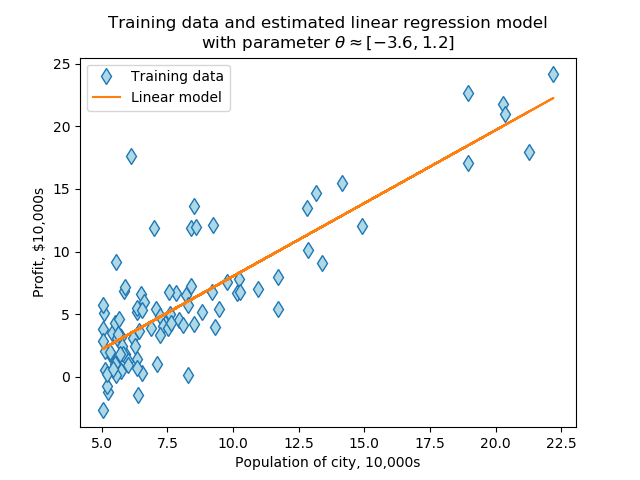 Training data and estimated linear regression model
with parameter θ ≈ [−3.6, 1.2]
25
Training data
Linear model
20
15
10
5
0
Profit, $10,000s
5.0 7.5 10.0 12.5 15.0 17.5 20.0 22.5
Population of city, 10,000s